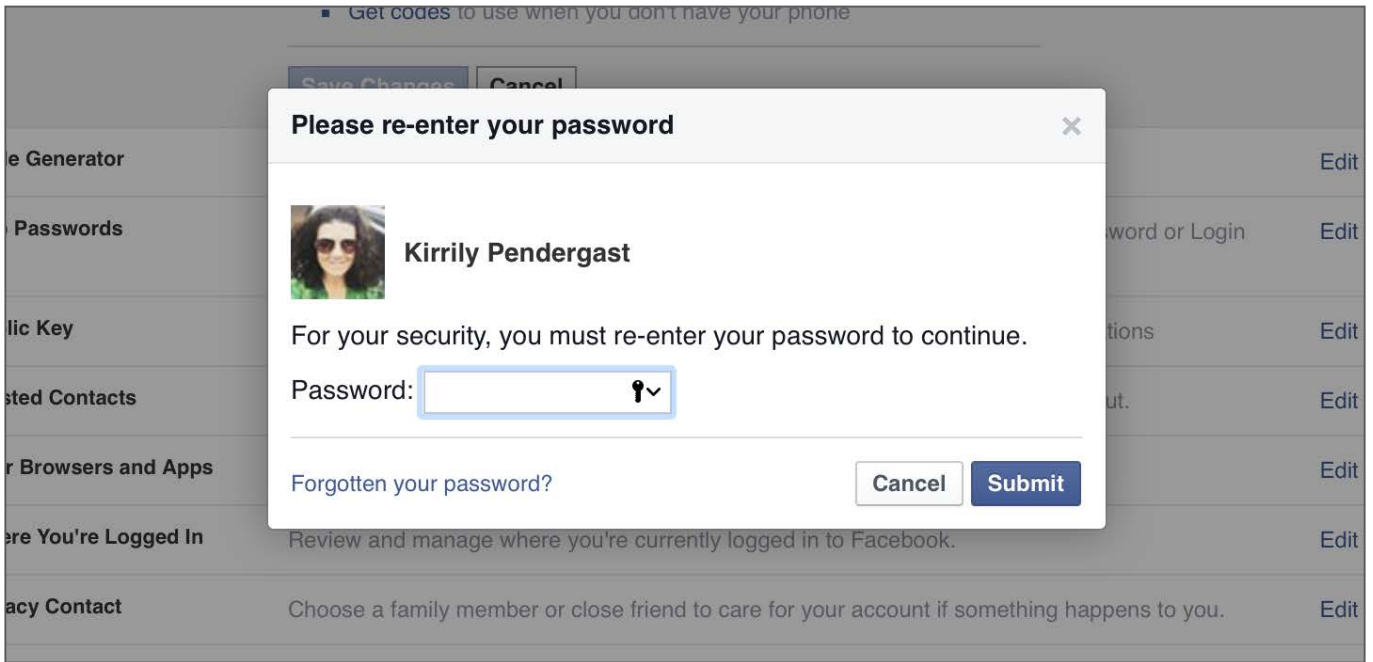 Get codes to use when you don't have your phone
Save Changes Cancel
Please re-enter your password ×
Kirrily Pendergast
For your security, you must re-enter your password to continue.
Password:
Forgotten your password? Cancel Submit
e Generator Edit
Passwords word or Login Edit
lic Key tions Edit
sted Contacts ut. Edit
r Browsers and Apps Edit
ere You're Logged In Review and manage where you're currently logged in to Facebook. Edit
acy Contact Choose a family member or close friend to care for your account if something happens to you. Edit